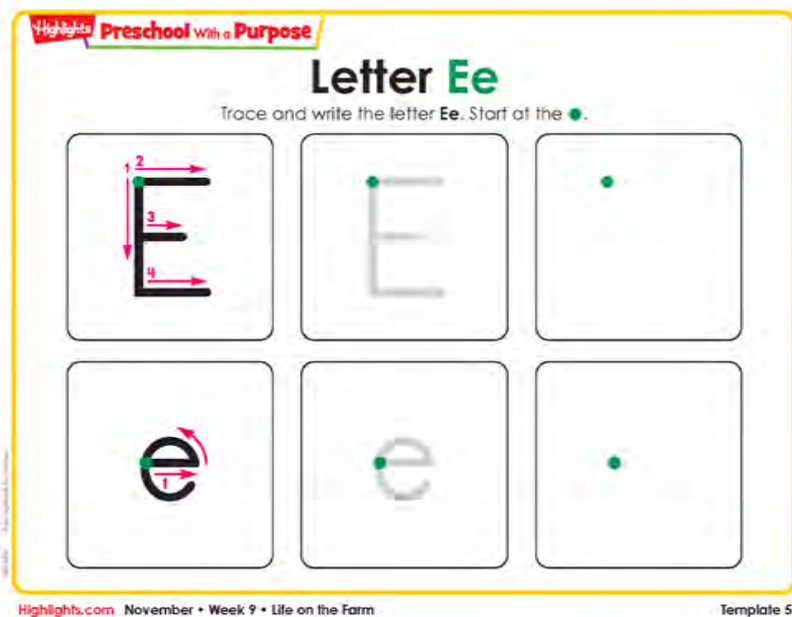 Highlights Preschool With a Purpose
Letter Ee
Trace and write the letter Ee. Start at the ●.
1 2
3
4
E
E
e
1
e
Highlights.com November • Week 9 • Life on the Farm
Template 5